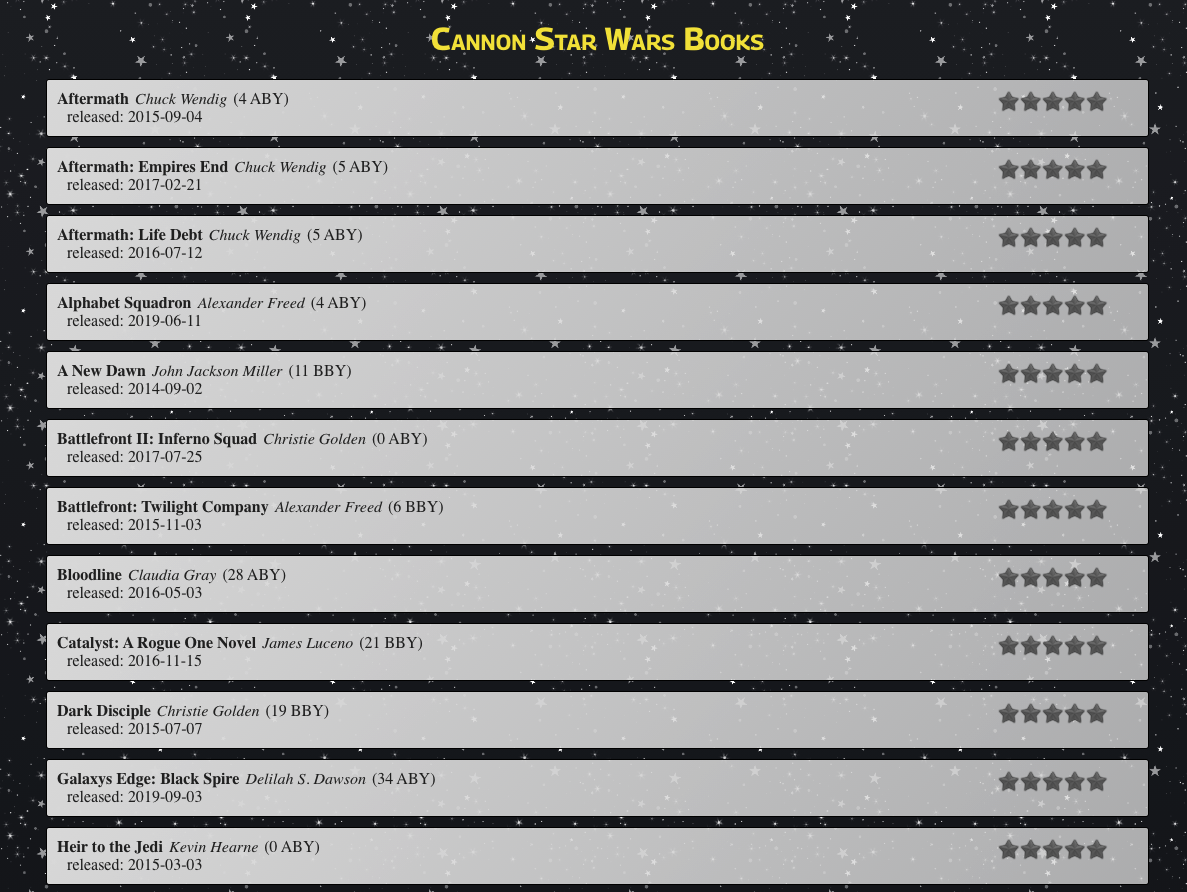 Cannon Star Wars Books
Aftermath Chuck Wendig (4 ABY)
released: 2015-09-04
Aftermath: Empires End Chuck Wendig (5 ABY)
released: 2017-02-21
Aftermath: Life Debt Chuck Wendig (5 ABY)
released: 2016-07-12
Alphabet Squadron Alexander Freed (4 ABY)
released: 2019-06-11
A New Dawn John Jackson Miller (11 BBY)
released: 2014-09-02
Battlefront II: Inferno Squad Christie Golden (0 ABY)
released: 2017-07-25
Battlefront: Twilight Company Alexander Freed (6 BBY)
released: 2015-11-03
Bloodline Claudia Gray (28 ABY)
released: 2016-05-03
Catalyst: A Rogue One Novel James Luceno (21 BBY)
released: 2016-11-15
Dark Disciple Christie Golden (19 BBY)
released: 2015-07-07
Galaxys Edge: Black Spire Delilah S. Dawson (34 ABY)
released: 2019-09-03
Heir to the Jedi Kevin Hearne (0 ABY)
released: 2015-03-03